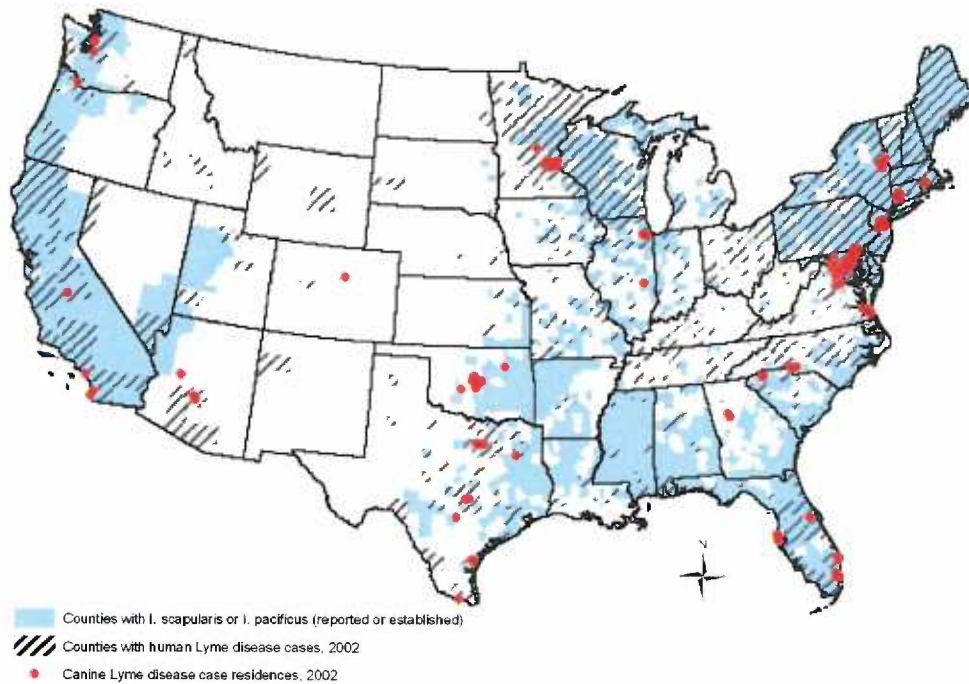 N
Counties with I. scapularis or I. pacificus (reported or established)
Counties with human Lyme disease cases, 2002
Canine Lyme disease case residences, 2002